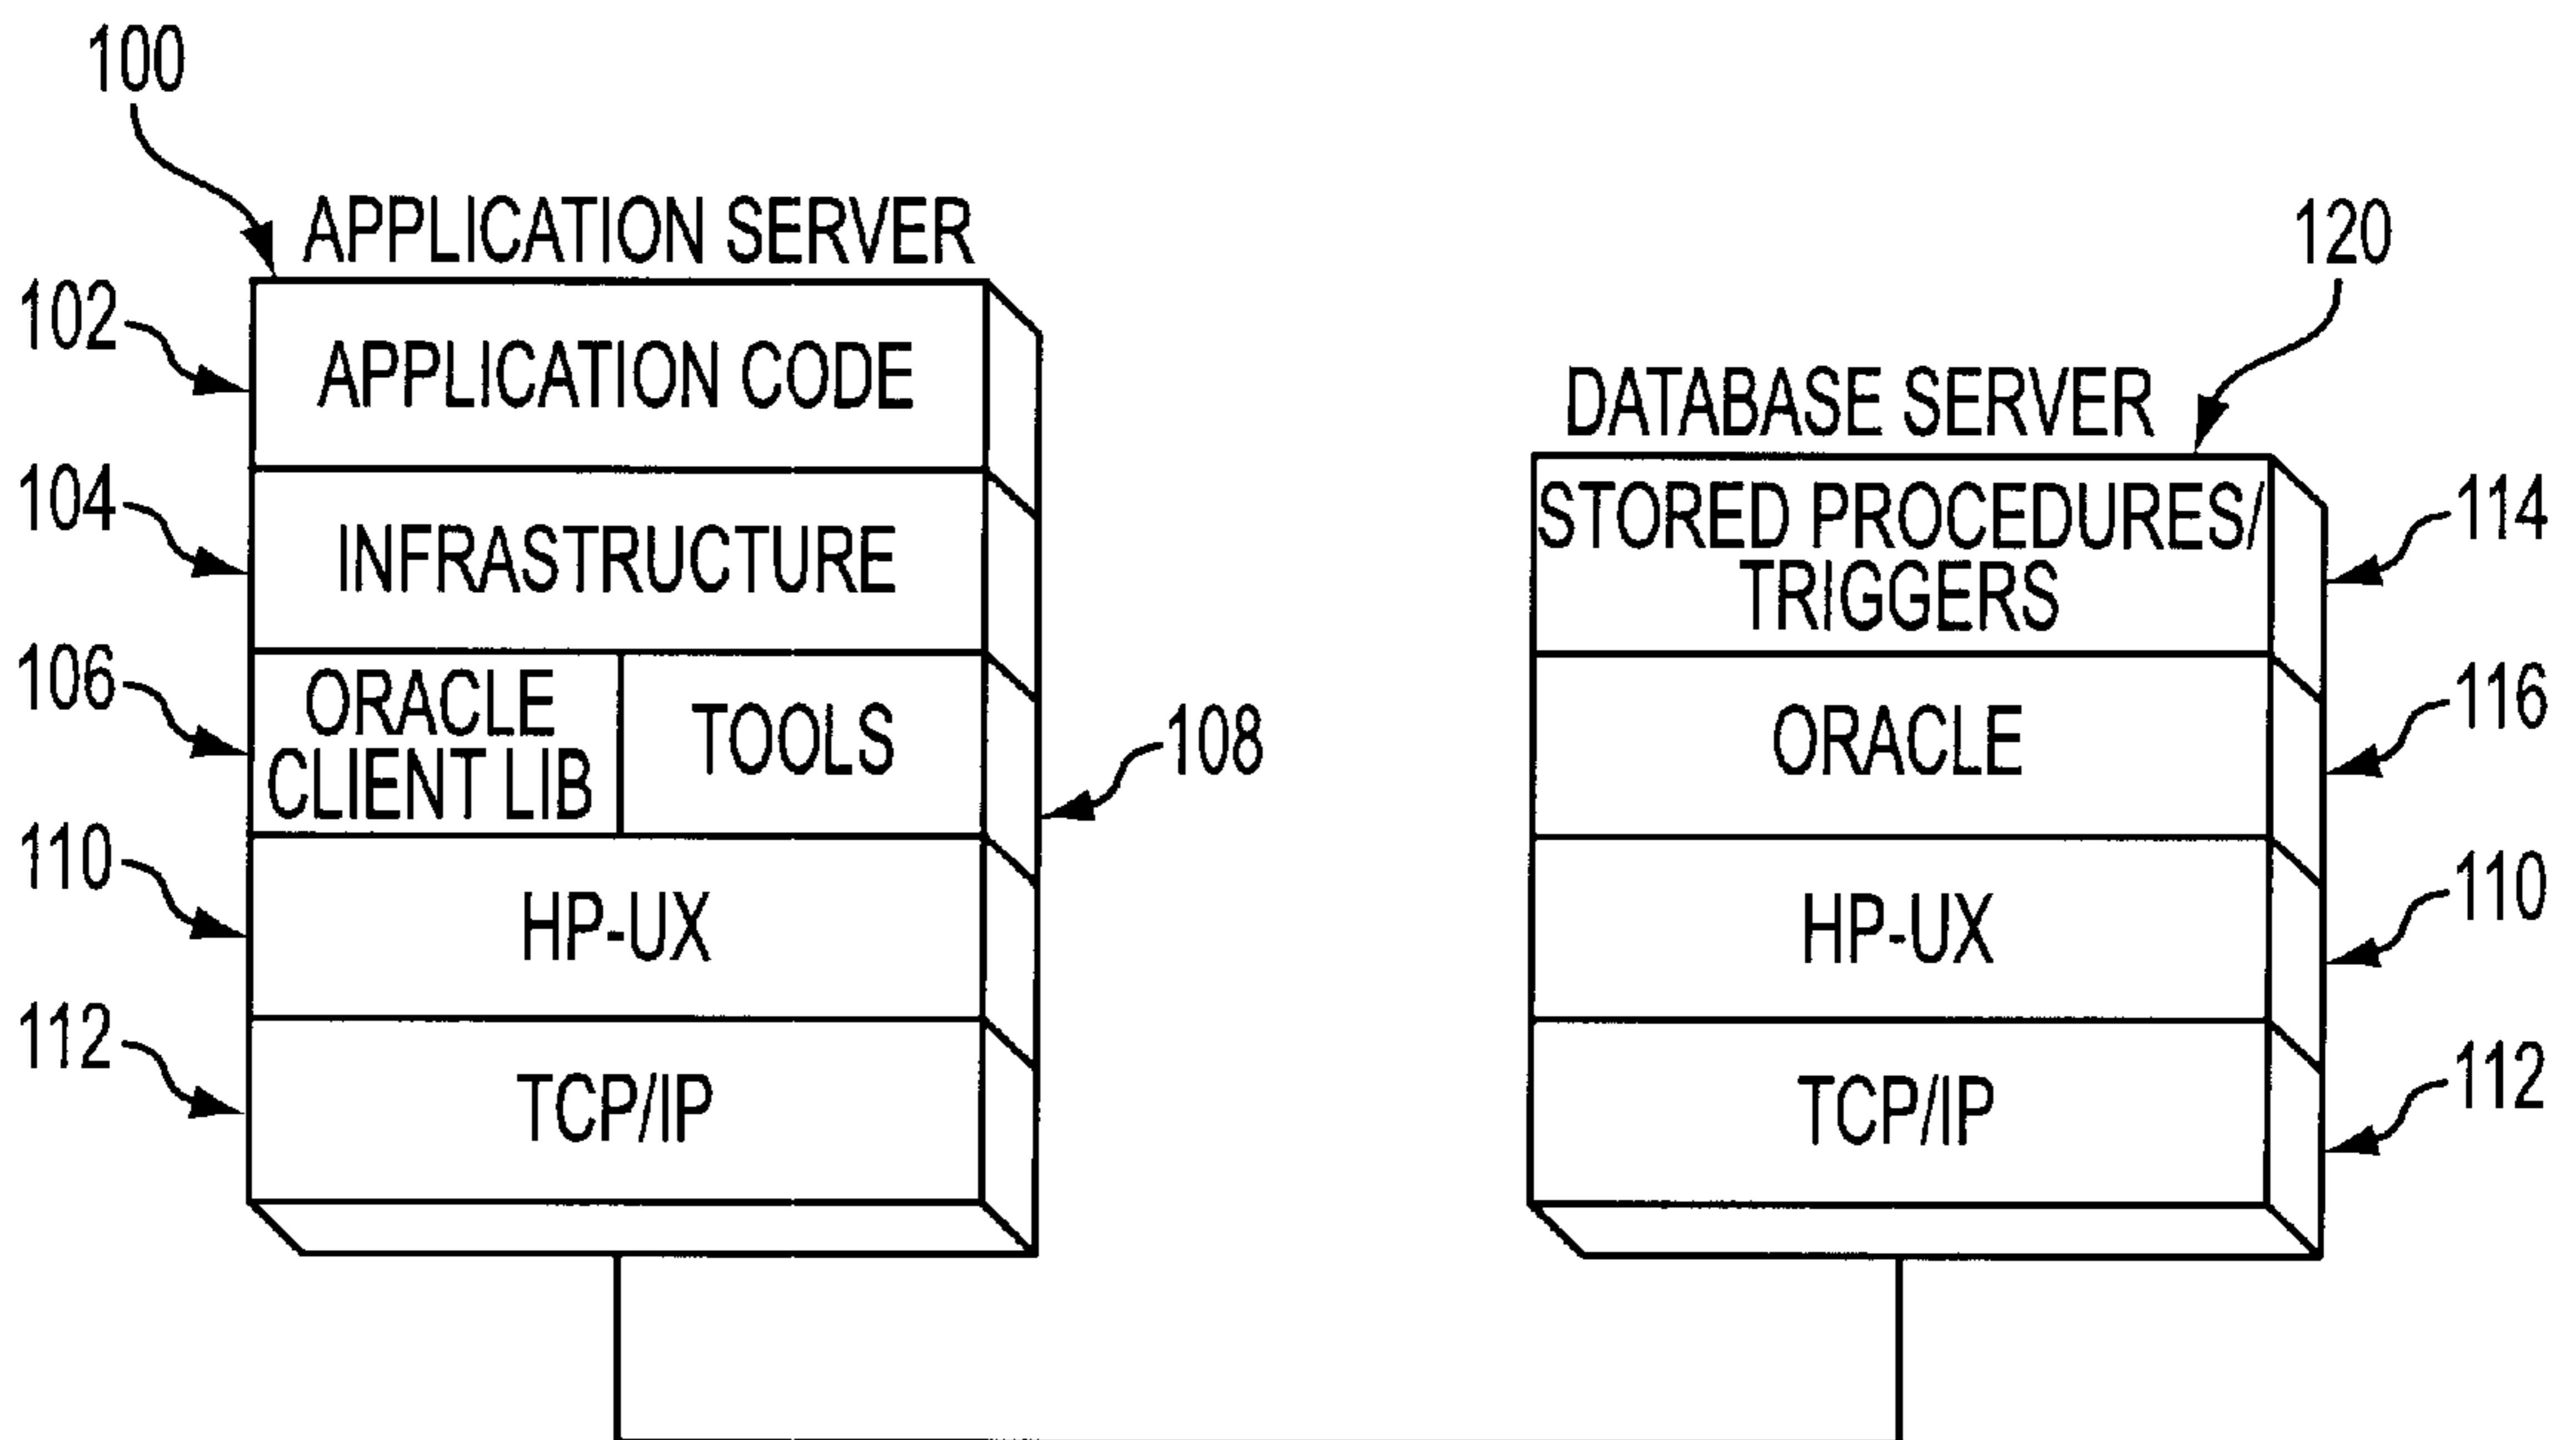 100
APPLICATION SERVER
102
APPLICATION CODE
104
INFRASTRUCTURE
106
ORACLE
CLIENT LIB
TOOLS
108
110
HP-UX
112
TCP/IP
120
DATABASE SERVER
STORED PROCEDURES/
TRIGGERS
114
ORACLE
116
HP-UX
110
TCP/IP
112